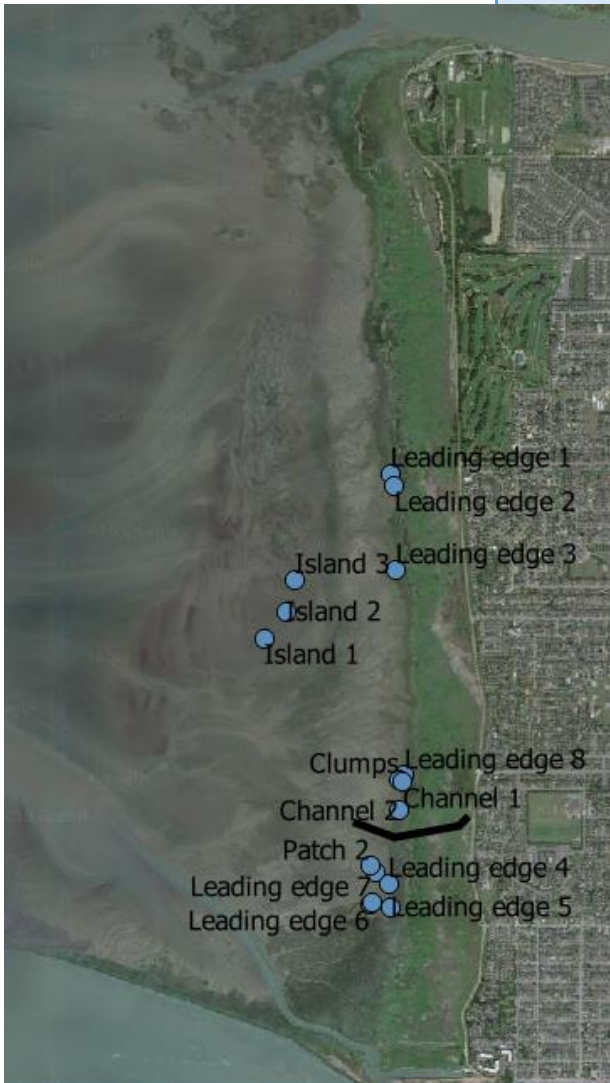 Leading edge 1
Leading edge 2
Leading edge 3
Island 3
Island 2
Island 1
Leading edge 8
Clumps
Channel 1
Channel 2
Patch 2
Leading edge 4
Leading edge 7
Leading edge 5
Leading edge 6